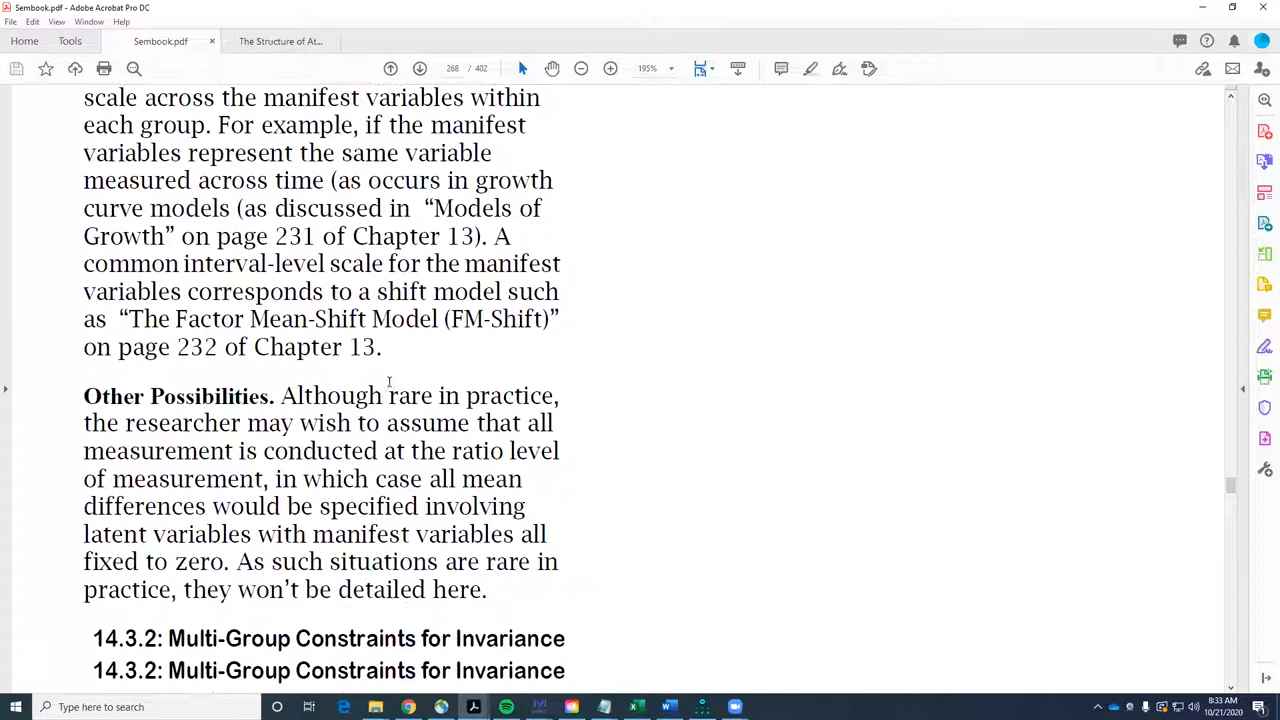 Sembook.pdf - Adobe Acrobat Pro DC
File Edit View Window Help
Home Tools Sembook.pdf × The Structure of At...
268 / 402 195%
scale across the manifest variables within
each group. For example, if the manifest
variables represent the same variable
measured across time (as occurs in growth
curve models (as discussed in “Models of
Growth” on page 231 of Chapter 13). A
common interval-level scale for the manifest
variables corresponds to a shift model such
as “The Factor Mean-Shift Model (FM-Shift)”
on page 232 of Chapter 13.
Other Possibilities. Although rare in practice,
the researcher may wish to assume that all
measurement is conducted at the ratio level
of measurement, in which case all mean
differences would be specified involving
latent variables with manifest variables all
fixed to zero. As such situations are rare in
practice, they won’t be detailed here.
14.3.2: Multi-Group Constraints for Invariance
14.3.2: Multi-Group Constraints for Invariance
Type here to search
8:33 AM
10/21/2020